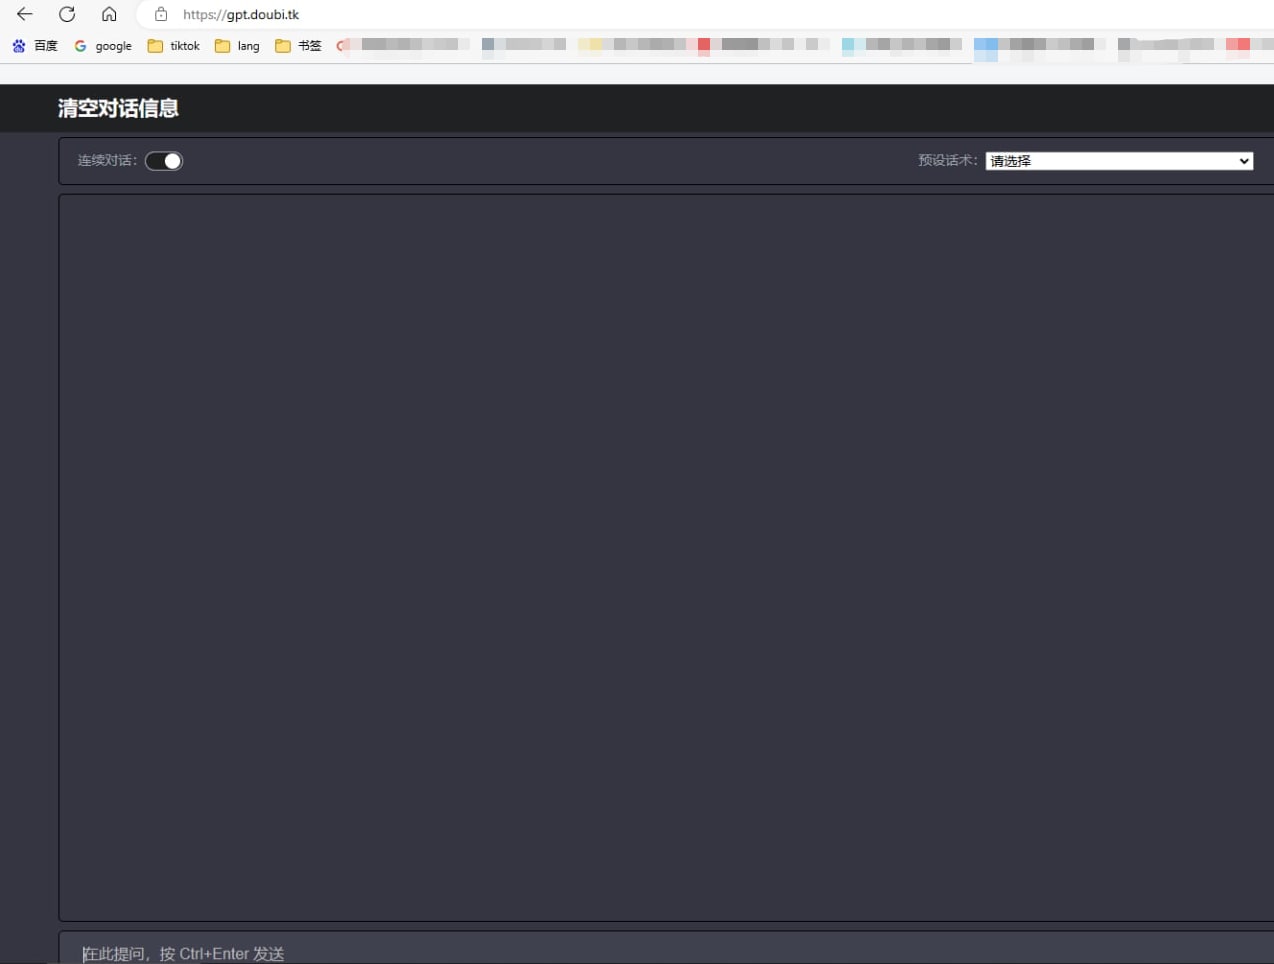 https://gpt.doubi.tk
百度 google tiktok lang 书签
清空对话信息
连续对话： 预设话术： 请选择
在此提问，按 Ctrl+Enter 发送